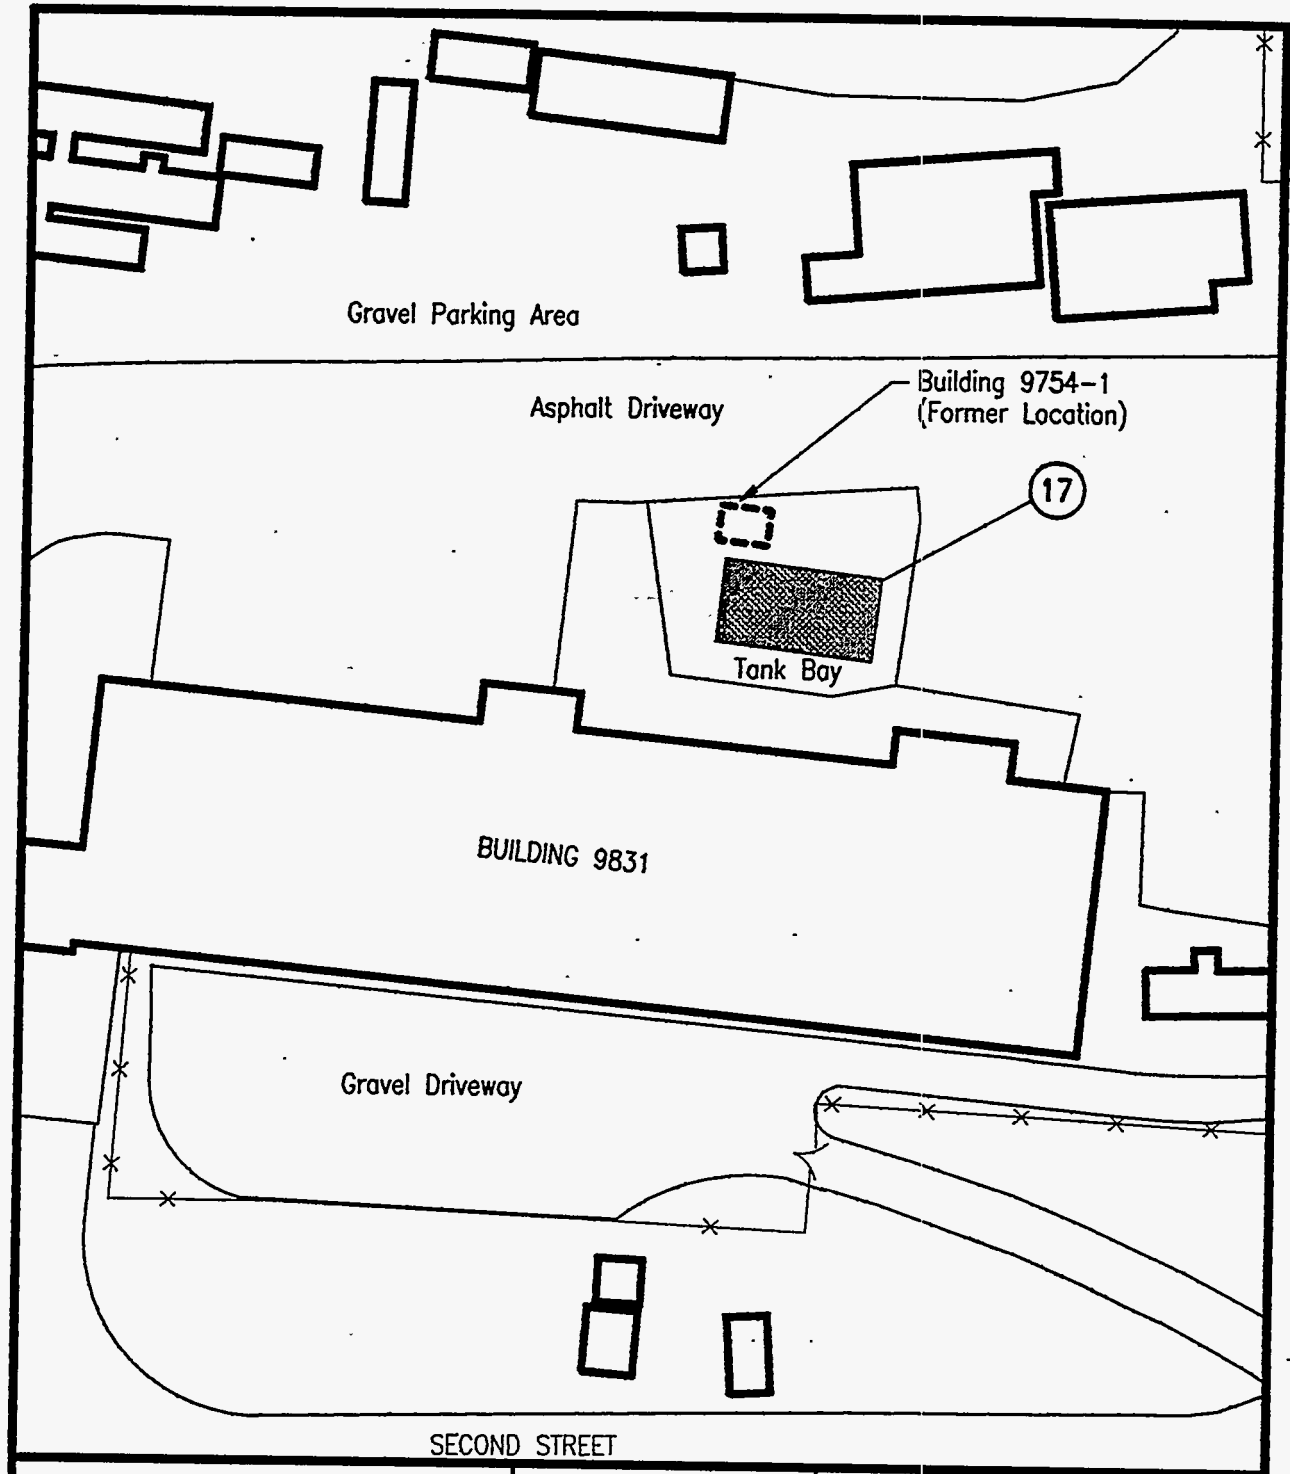 Gravel Parking Area
Building 9754-1
(Former Location)
Asphalt Driveway
17
Tank Bay
BUILDING 9831
Gravel Driveway
SECOND STREET